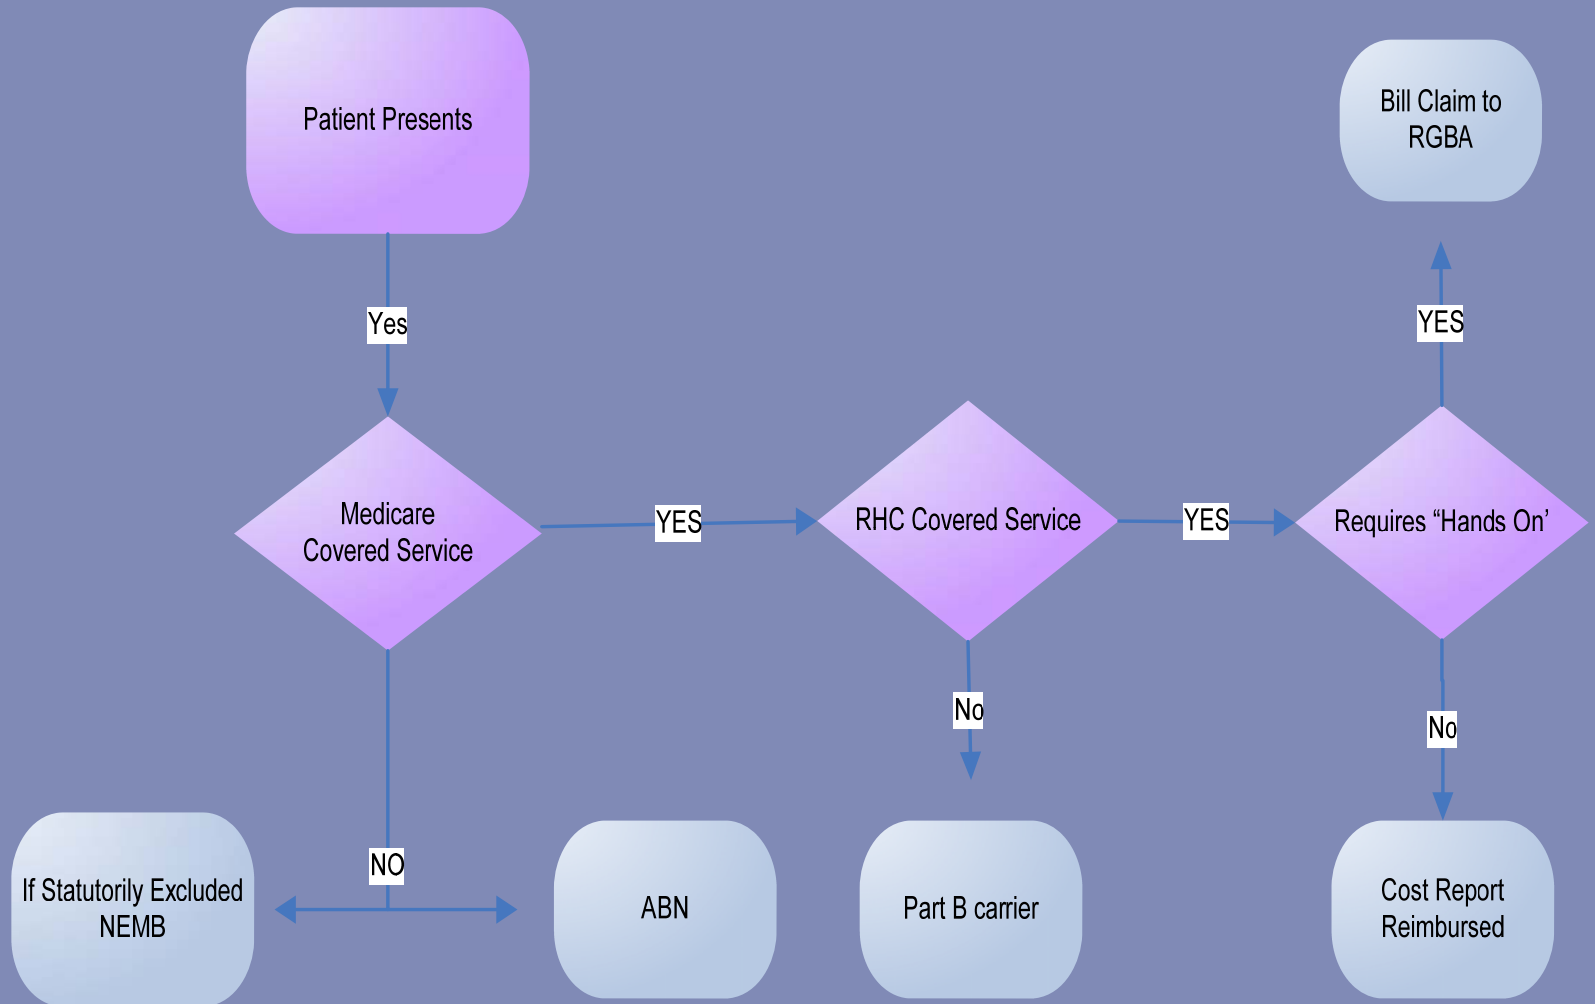 Patient Presents
Bill Claim to
RGBA
Yes
YES
Medicare
Covered Service
YES
RHC Covered Service
YES
Requires “Hands On’
No
No
NO
If Statutorily Excluded
NEMB
ABN
Part B carrier
Cost Report
Reimbursed